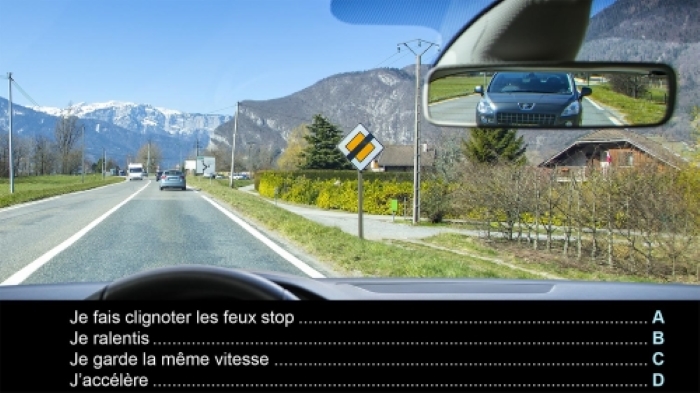 Je fais clignoter les feux stop ........ A
Je ralentis ........ B
Je garde la même vitesse ........ C
J'accélère ........ D